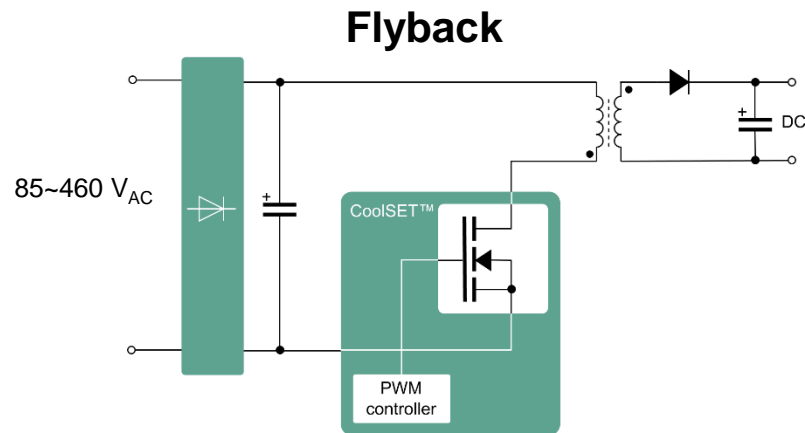 Flyback
85~460 VAC
CoolSET™
PWM
controller
+
+
DC